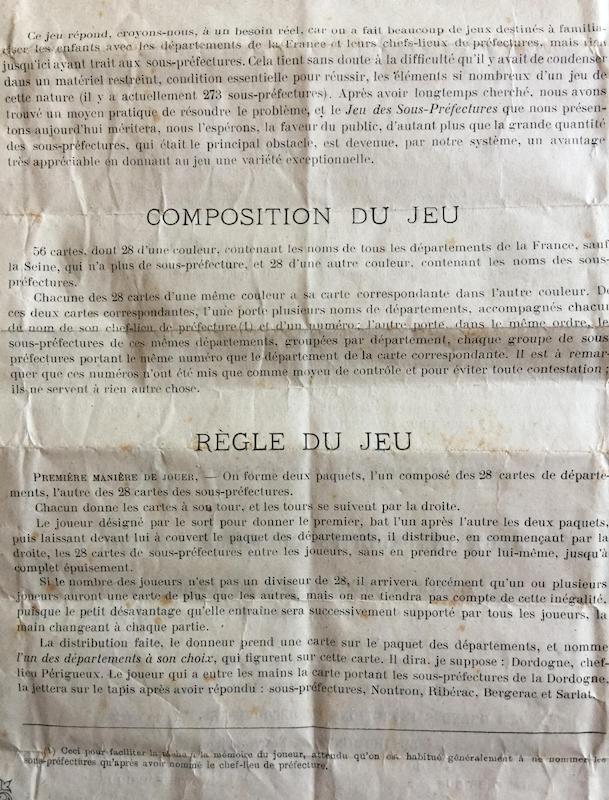 Ce jeu répond, croyons-nous, à un besoin réel, car on a fait beaucoup de jeux destinés à familia-
riser les enfants avec les départements de la France et leurs chefs-lieux de préfectures, mais rien
jusqu'ici ayant trait aux sous-préfectures. Cela tient sans doute à la difficulté qu'il y avait de condenser
dans un matériel restreint, condition essentielle pour réussir, les éléments si nombreux d'un jeu de
cette nature (il y a actuellement 273 sous-préfectures). Après avoir longtemps cherché, nous avons
trouvé un moyen pratique de résoudre le problème, et le Jeu des Sous-Préfectures que nous présen-
tons aujourd'hui méritera, nous l'espérons, la faveur du public, d'autant plus que la grande quantité
des sous-préfectures, qui était le principal obstacle, est devenue, par notre système, un avantage
très appréciable en donnant au jeu une variété exceptionnelle.
COMPOSITION DU JEU
56 cartes, dont 28 d'une couleur, contenant les noms de tous les départements de la France, sauf
la Seine, qui n'a plus de sous-préfecture, et 28 d'une autre couleur, contenant les noms des sous-
préfectures.
Chacune des 28 cartes d'une même couleur a sa carte correspondante dans l'autre couleur. De
ces deux cartes correspondantes, l'une porte plusieurs noms de départements, accompagnés chacun
du nom de son chef-lieu de préfecture (1) et d'un numéro; l'autre porte, dans le même ordre, le
sous-préfectures de ces mêmes départements, groupées par département, chaque groupe de sous
préfectures portant le même numéro que le département de la carte correspondante. Il est à remar-
quer que ces numéros n'ont été mis que comme moyen de contrôle et pour éviter toute contestation;
ils ne servent à rien autre chose.
RÈGLE DU JEU
PREMIÈRE MANIÈRE DE JOUER. — On forme deux paquets, l'un composé des 28 cartes de départe-
ments, l'autre des 28 cartes des sous-préfectures.
Chacun donne les cartes à son tour, et les tours se suivent par la droite.
Le joueur désigné par le sort pour donner le premier, bat l'un après l'autre les deux paquets,
puis laissant devant lui à couvert le paquet des départements, il distribue, en commençant par la
droite, les 28 cartes de sous-préfectures entre les joueurs, sans en prendre pour lui-même, jusqu'à
complet épuisement.
Si le nombre des joueurs n'est pas un diviseur de 28, il arrivera forcément qu'un ou plusieurs
joueurs auront une carte de plus que les autres, mais on ne tiendra pas compte de cette inégalité,
puisque le petit désavantage qu'elle entraine sera successivement supporté par tous les joueurs, la
main changeant à chaque partie.
La distribution faite, le donneur prend une carte sur le paquet des départements, et nomme
l'un des départements à son choix, qui figurent sur cette carte. Il dira, je suppose : Dordogne, chef-
lieu Périgueux. Le joueur qui a entre les mains la carte portant les sous-préfectures de la Dordogne,
la jettera sur le tapis après avoir répondu : sous-préfectures, Nontron, Ribérac, Bergerac et Sarlat.
(1) Ceci pour faciliter la tâche à la mémoire du joueur, attendu qu'on est habitué généralement à ne nommer les
sous-préfectures qu'après avoir nommé le chef-lieu de préfecture.